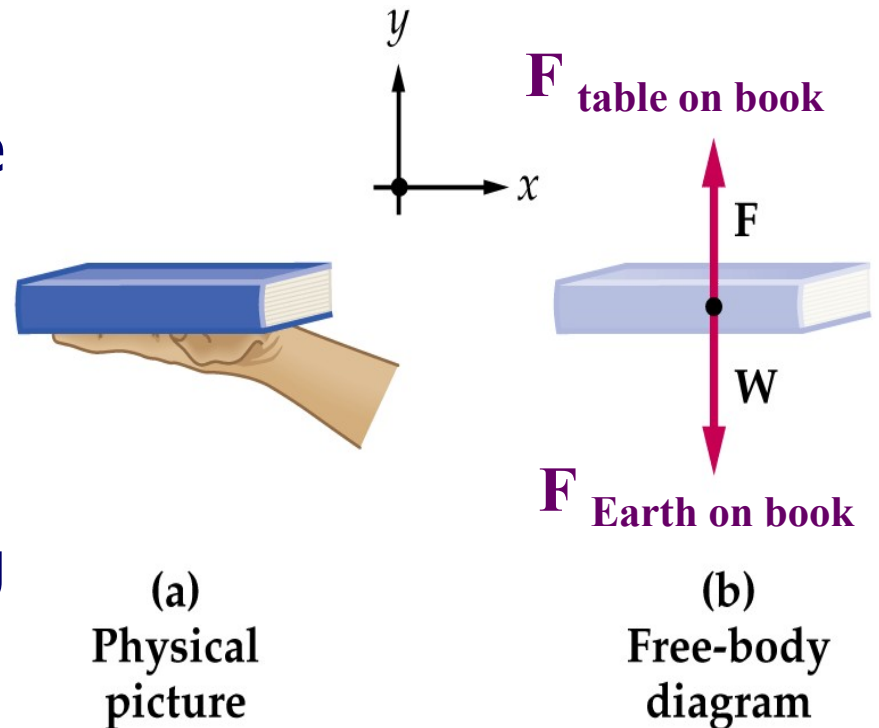 y
F table on book
x
F
W
F Earth on book
(a)
Physical
picture
(b)
Free-body
diagram